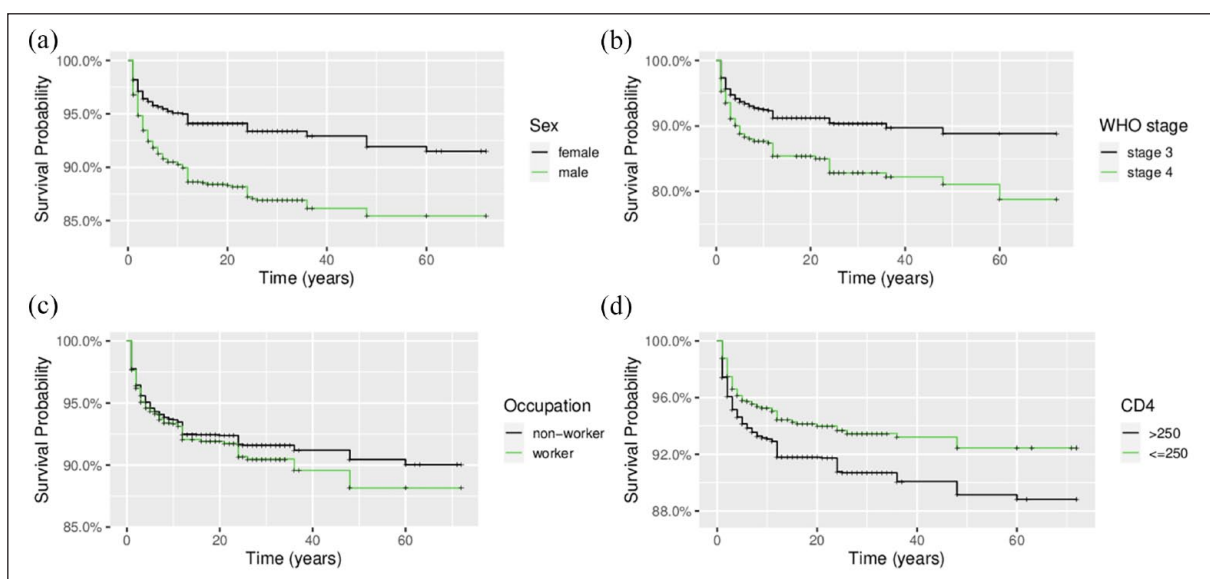 (a)
100.0%
95.0%
90.0%
85.0%
Survival Probability
0 20 40 60
Time (years)
Sex
female
male
(b)
100.0%
90.0%
80.0%
Survival Probability
0 20 40 60
Time (years)
WHO stage
stage 3
stage 4
(c)
100.0%
95.0%
90.0%
85.0%
Survival Probability
0 20 40 60
Time (years)
Occupation
non-worker
worker
(d)
100.0%
96.0%
92.0%
88.0%
Survival Probability
0 20 40 60
Time (years)
CD4
>250
<=250